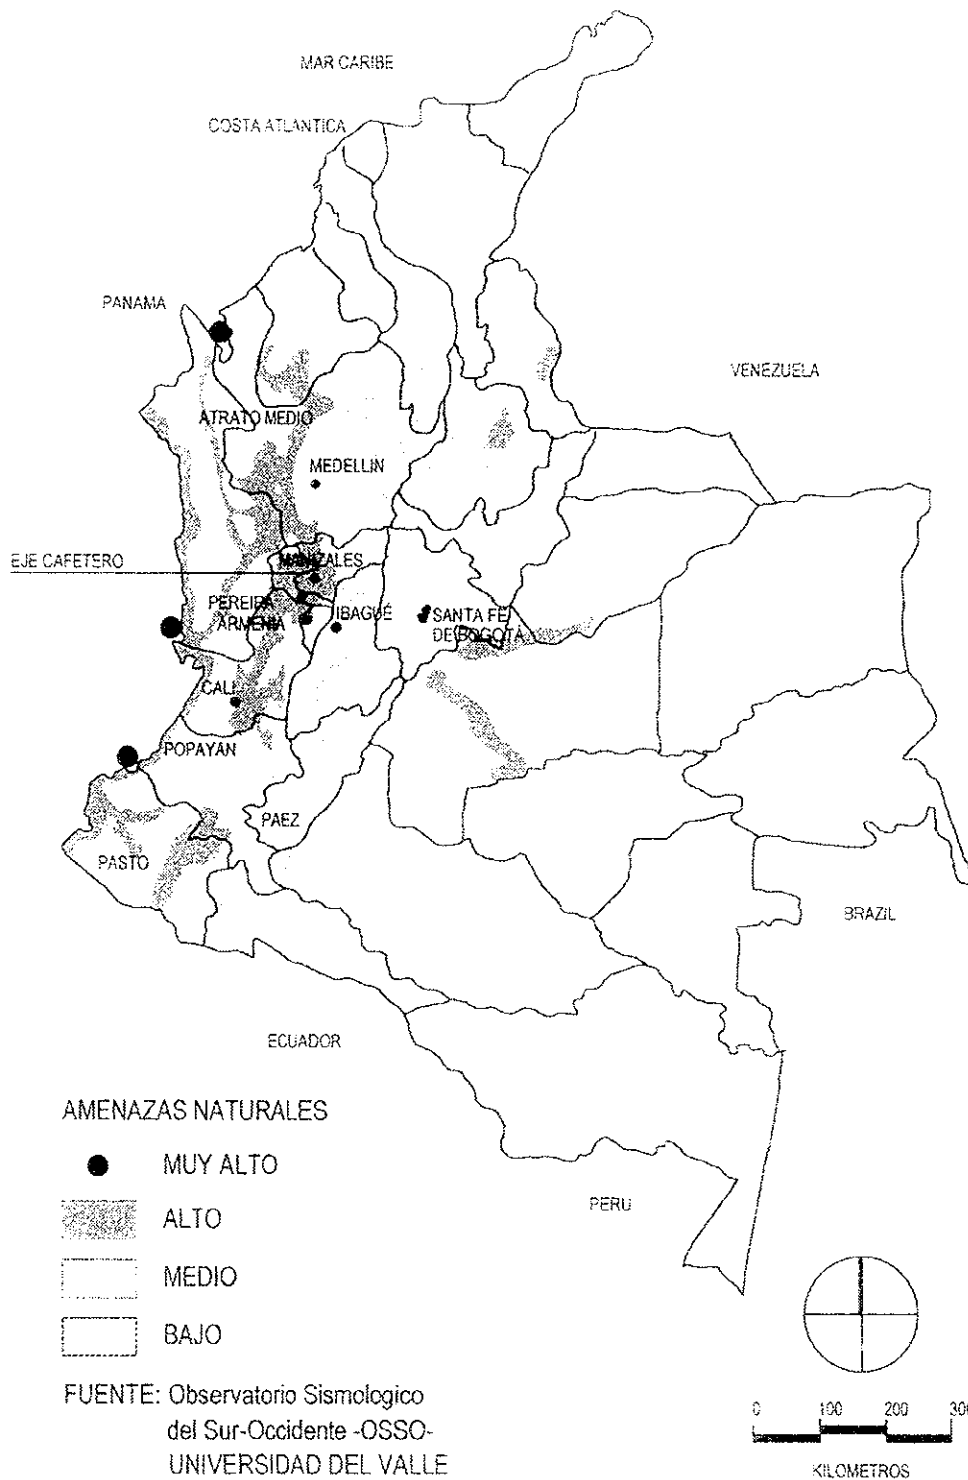 MAR CARIBE
COSTA ATLANTICA
PANAMA
VENEZUELA
ATRATO MEDIO
MEDELLIN
EJE CAFETERO
MANIZALES
PEREIRA
ARMENIA
IBAGUÉ
SANTA FE
DE BOGOTÁ
CALI
POPAYAN
PAEZ
PASTO
BRAZIL
ECUADOR
PERU
AMENAZAS NATURALES
MUY ALTO
ALTO
MEDIO
BAJO
FUENTE: Observatorio Sismologico
del Sur-Occidente -OSSO-
UNIVERSIDAD DEL VALLE
0 100 200 300
KILOMETROS